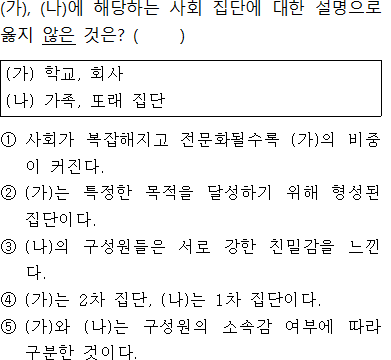 (가), (나)에 해당하는 사회 집단에 대한 설명으로
옳지 않은 것은? (     )
(가) 학교, 회사
(나) 가족, 또래 집단
① 사회가 복잡해지고 전문화될수록 (가)의 비중
이 커진다.
② (가)는 특정한 목적을 달성하기 위해 형성된
집단이다.
③ (나)의 구성원들은 서로 강한 친밀감을 느낀
다.
④ (가)는 2차 집단, (나)는 1차 집단이다.
⑤ (가)와 (나)는 구성원의 소속감 여부에 따라
구분한 것이다.